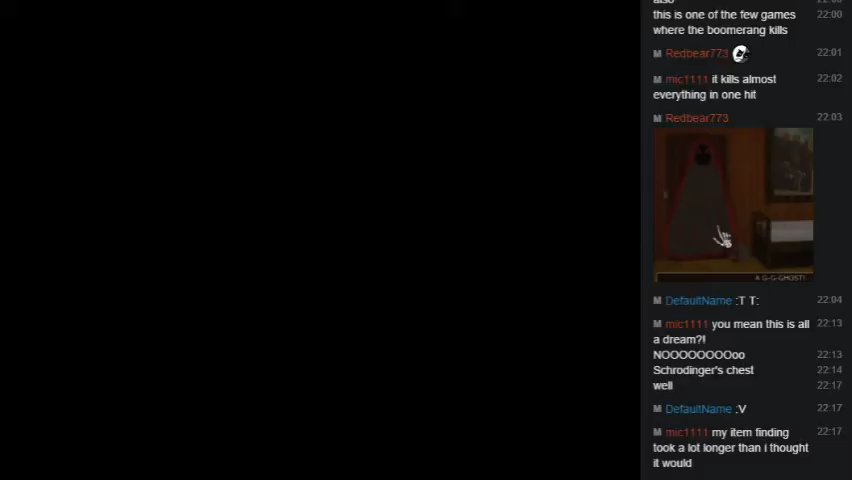 also
this is one of the few games 22:00
where the boomerang kills
M Redbear773 22:01
M mic1111 it kills almost 22:02
everything in one hit
M Redbear773 22:03
A G-G-GHOST!
M DefaultName :T T: 22:04
M mic1111 you mean this is all 22:13
a dream?!
NOOOOOOOOoo 22:13
Schrodinger's chest 22:14
well 22:17
M DefaultName :V 22:17
M mic1111 my item finding 22:17
took a lot longer than i thought
it would